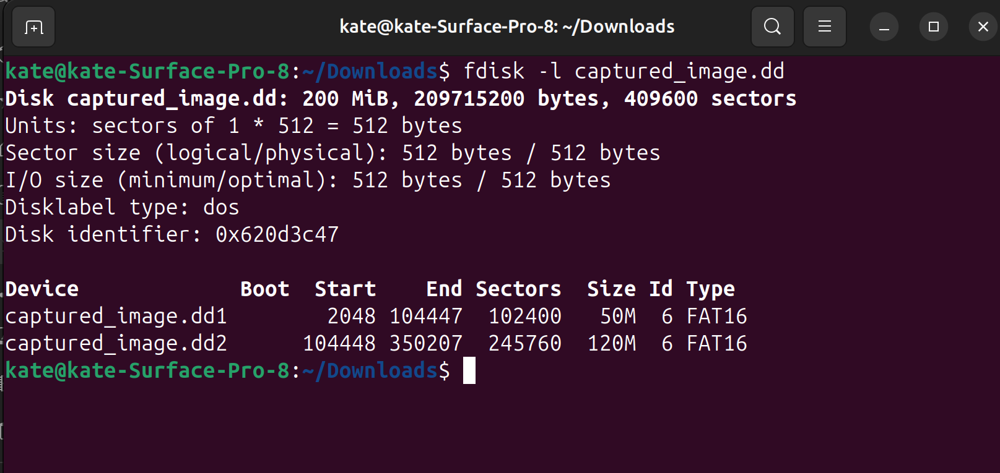 kate@kate-Surface-Pro-8: ~/Downloads
kate@kate-Surface-Pro-8:~/Downloads$ fdisk -l captured_image.dd
Disk captured_image.dd: 200 MiB, 209715200 bytes, 409600 sectors
Units: sectors of 1 * 512 = 512 bytes
Sector size (logical/physical): 512 bytes / 512 bytes
I/O size (minimum/optimal): 512 bytes / 512 bytes
Disklabel type: dos
Disk identifier: 0x620d3c47
Device Boot Start End Sectors Size Id Type
captured_image.dd1 2048 104447 102400 50M 6 FAT16
captured_image.dd2 104448 350207 245760 120M 6 FAT16
kate@kate-Surface-Pro-8:~/Downloads$